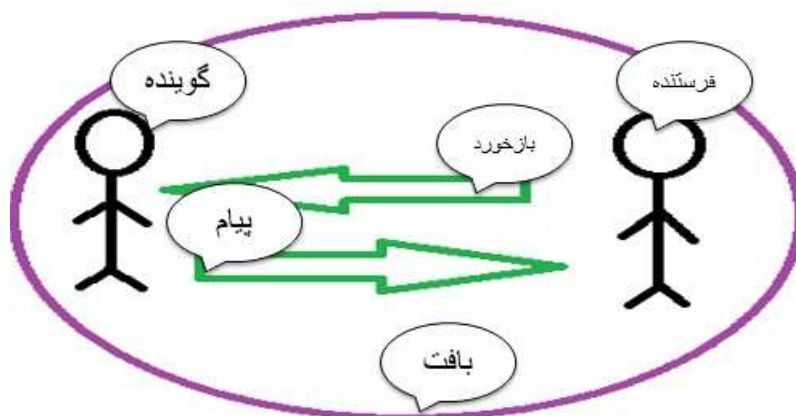 فرستنده
گوینده
بازخورد
پیام
بافت